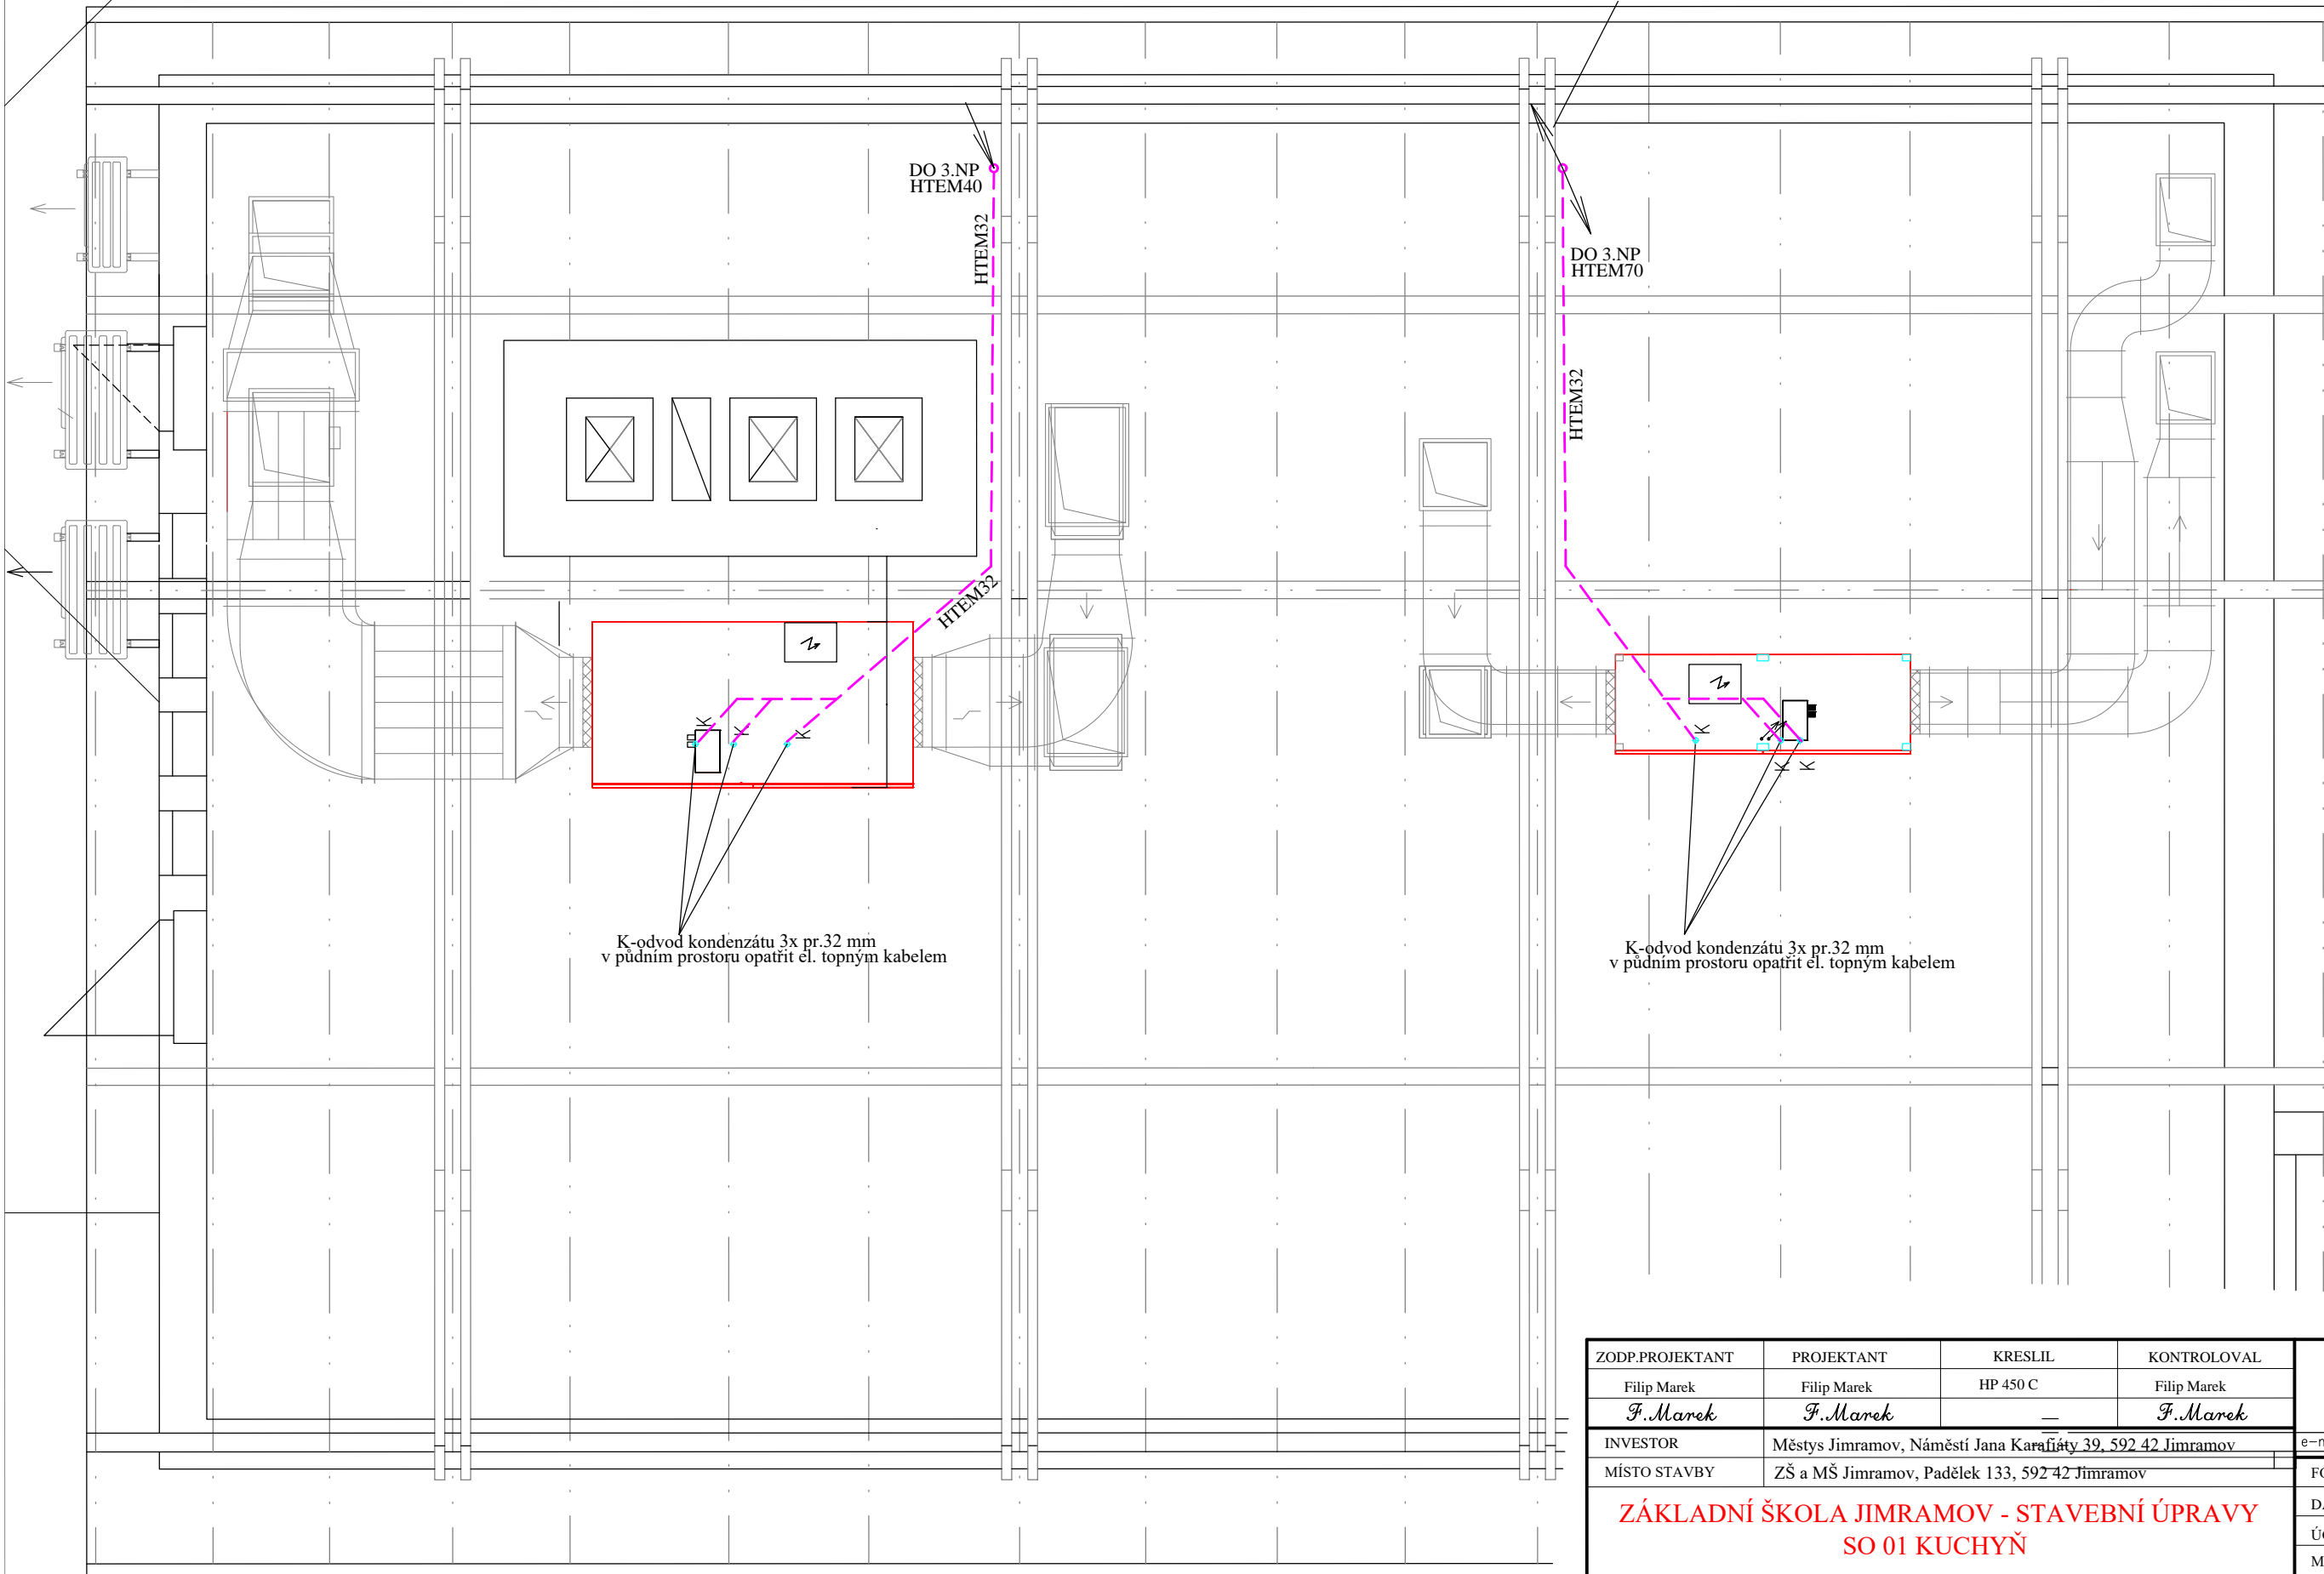 DO 3.NP
HTEM40
HTEM32
DO 3.NP
HTEM70
HTEM32
HTEM32
K
K
K
K
K
K
K-odvod kondenzátu 3x pr.32 mm
v půdním prostoru opatřit el. topným kabelem
K-odvod kondenzátu 3x pr.32 mm
v půdním prostoru opatřit el. topným kabelem
ZODP.PROJEKTANT PROJEKTANT KRESLIL KONTROLOVAL
Filip Marek Filip Marek HP 450 C Filip Marek
F.Marek F.Marek — F.Marek
INVESTOR Městys Jimramov, Náměstí Jana Karafiáty 39, 592 42 Jimramov
MÍSTO STAVBY ZŠ a MŠ Jimramov, Padělek 133, 592 42 Jimramov
ZÁKLADNÍ ŠKOLA JIMRAMOV - STAVEBNÍ ÚPRAVY
SO 01 KUCHYŇ